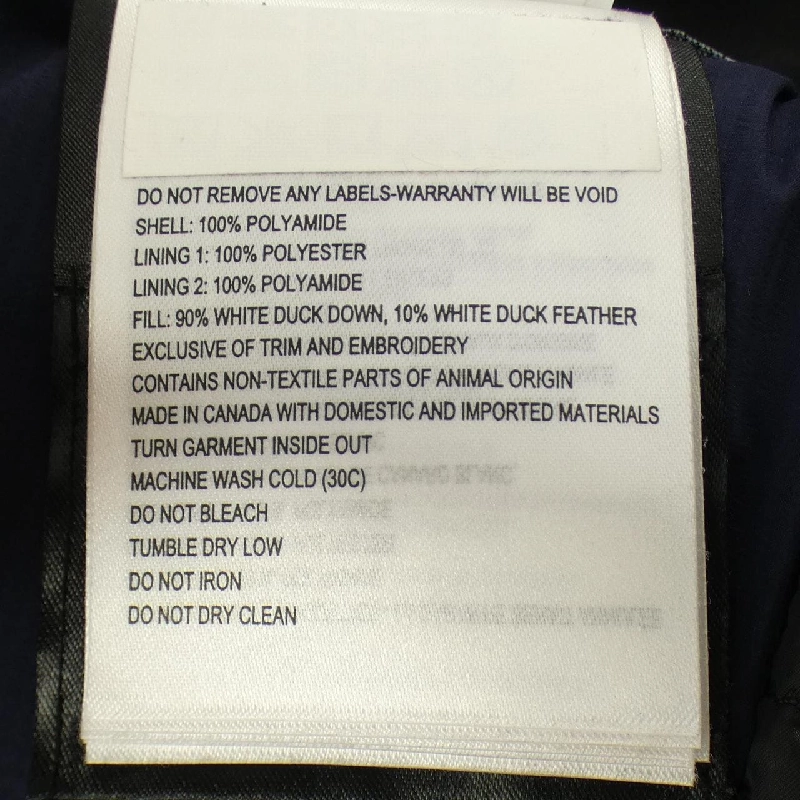 DO NOT REMOVE ANY LABELS-WARRANTY WILL BE VOID
SHELL: 100% POLYAMIDE
LINING 1: 100% POLYESTER
LINING 2: 100% POLYAMIDE
FILL: 90% WHITE DUCK DOWN, 10% WHITE DUCK FEATHER
EXCLUSIVE OF TRIM AND EMBROIDERY
CONTAINS NON-TEXTILE PARTS OF ANIMAL ORIGIN
MADE IN CANADA WITH DOMESTIC AND IMPORTED MATERIALS
TURN GARMENT INSIDE OUT
MACHINE WASH COLD (30C)
DO NOT BLEACH
TUMBLE DRY LOW
DO NOT IRON
DO NOT DRY CLEAN